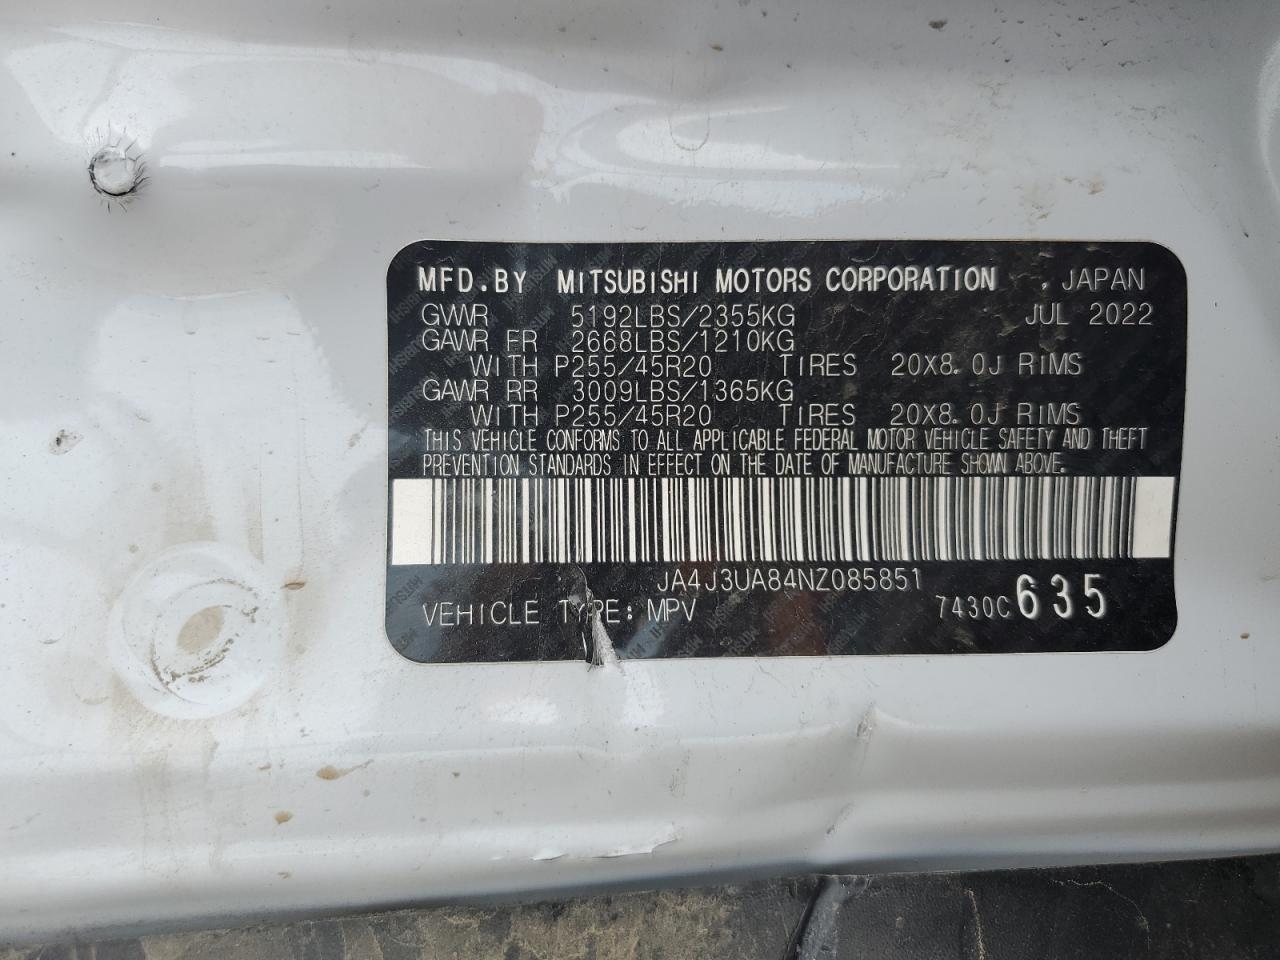 MFD.BY MITSUBISHI MOTORS CORPORATION , JAPAN
GVWR 5192LBS/2355KG JUL 2022
GAWR FR 2668LBS/1210KG
WITH P255/45R20 TIRES 20X8.0J RIMS
GAWR RR 3009LBS/1365KG
WITH P255/45R20 TIRES 20X8.0J RIMS
THIS VEHICLE CONFORMS TO ALL APPLICABLE FEDERAL MOTOR VEHICLE SAFETY AND THEFT
PREVENTION STANDARDS IN EFFECT ON THE DATE OF MANUFACTURE SHOWN ABOVE.
JA4J3UA84NZ085851
VEHICLE TYPE: MPV 7430C 635